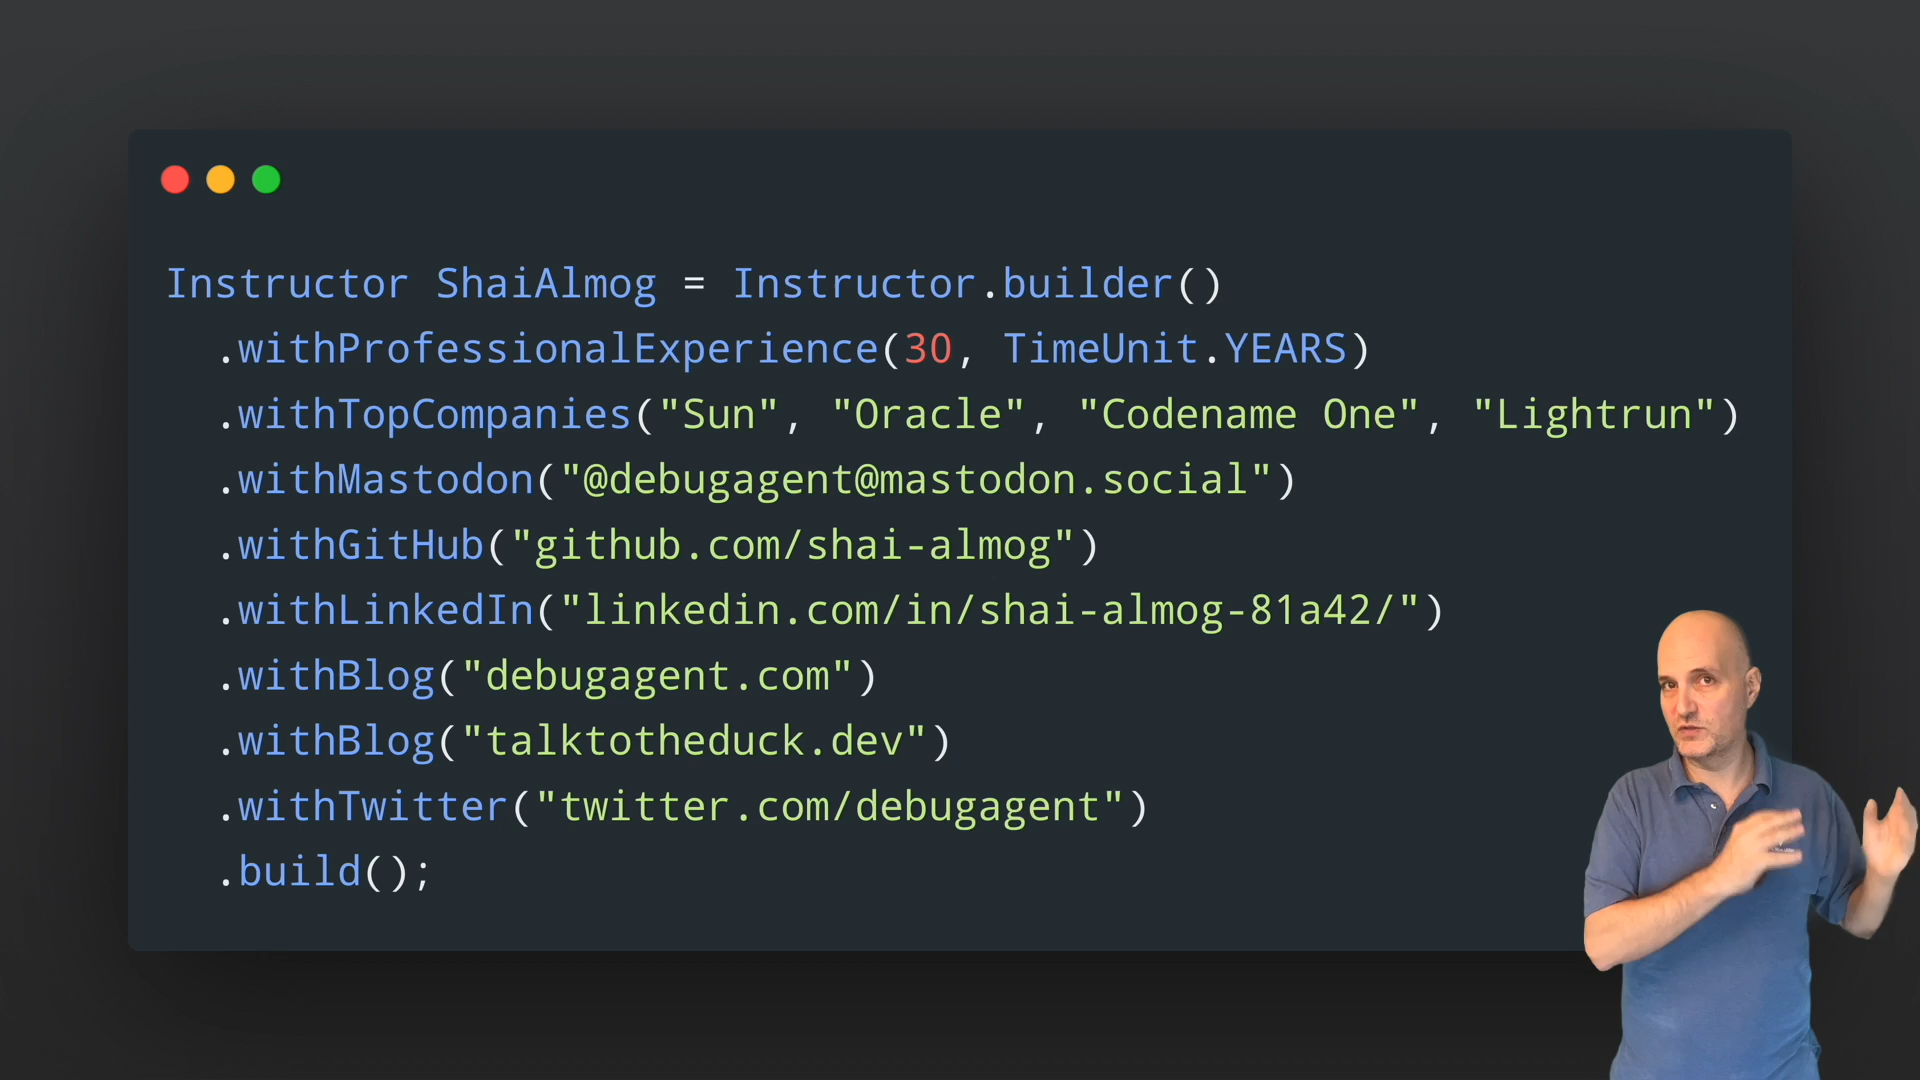 Instructor ShaiAlmog = Instructor.builder()
.withProfessionalExperience(30, TimeUnit.YEARS)
.withTopCompanies("Sun", "Oracle", "Codename One", "Lightrun")
.withMastodon("@debugagent@mastodon.social")
.withGitHub("github.com/shai-almog")
.withLinkedIn("linkedin.com/in/shai-almog-81a42/")
.withBlog("debugagent.com")
.withBlog("talktotheduck.dev")
.withTwitter("twitter.com/debugagent")
.build();